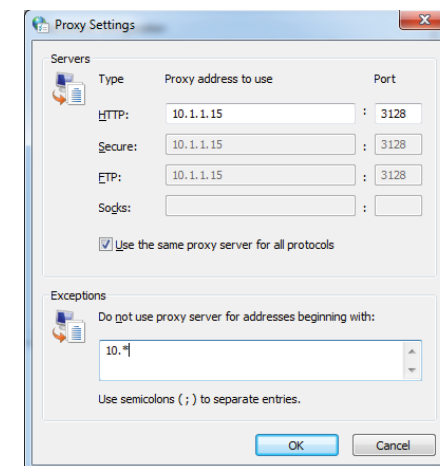 Proxy Settings
Servers
Type Proxy address to use Port
HTTP: 10.1.1.15 : 3128
Secure: 10.1.1.15 : 3128
FTP: 10.1.1.15 : 3128
Socks: :
Use the same proxy server for all protocols
Exceptions
Do not use proxy server for addresses beginning with:
10.*
Use semicolons ( ; ) to separate entries.
OK Cancel